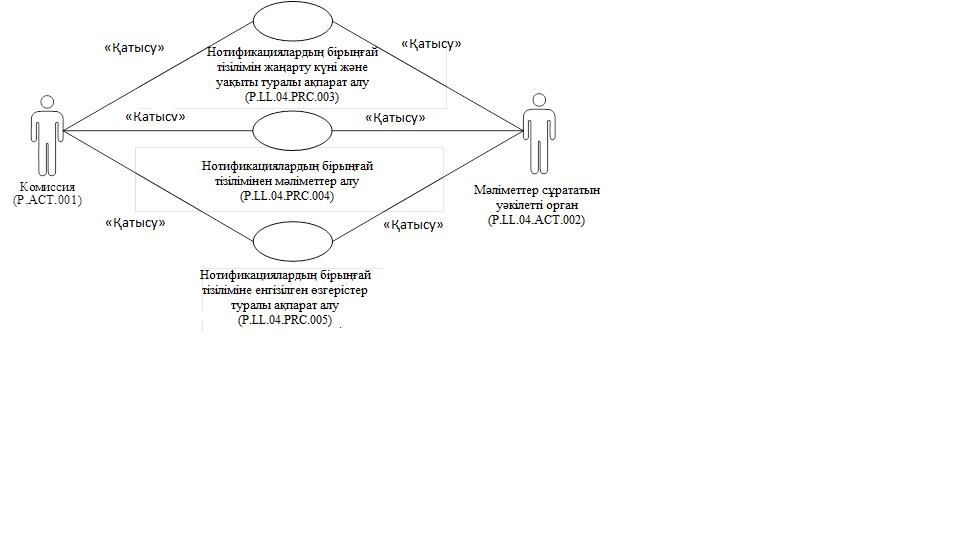 «Қатысу»
«Қатысу»
Нотификациялардың бірыңғай
тізілімін жаңарту күні және
уақыты туралы ақпарат алу
(P.LL.04.PRC.003)
«Қатысу»
«Қатысу»
Нотификациялардың бірыңғай
тізілімінен мәліметтер алу
(P.LL.04.PRC.004)
Комиссия
(P.ACT.001)
Мәліметтер сұрататын
уәкілетті орган
(P.LL.04.ACT.002)
«Қатысу»
«Қатысу»
Нотификациялардың бірыңғай
тізіліміне енгізілген өзгерістер
туралы ақпарат алу
(P.LL.04.PRC.005)